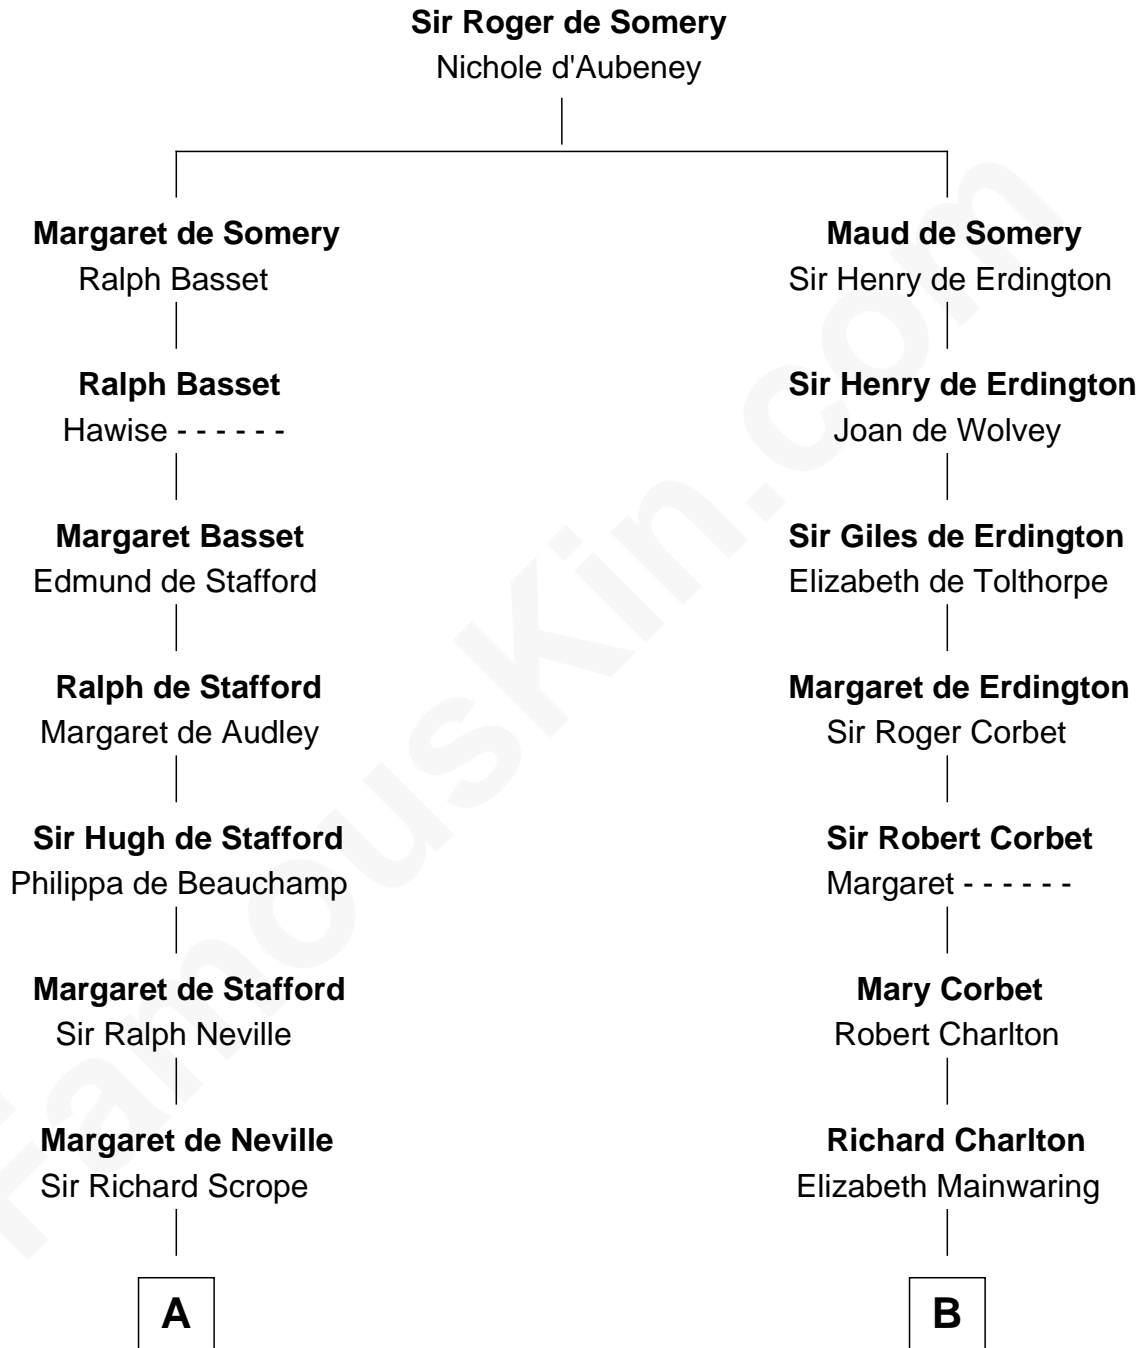 Sir Roger de Somery
Nichole d'Aubeney
Margaret de Somery
Ralph Basset
Ralph Basset
Hawise - - - - - -
Margaret Basset
Edmund de Stafford
Ralph de Stafford
Margaret de Audley
Sir Hugh de Stafford
Philippa de Beauchamp
Margaret de Stafford
Sir Ralph Neville
Margaret de Neville
Sir Richard Scrope
A
Maud de Somery
Sir Henry de Erdington
Sir Henry de Erdington
Joan de Wolvey
Sir Giles de Erdington
Elizabeth de Tolthorpe
Margaret de Erdington
Sir Roger Corbet
Sir Robert Corbet
Margaret - - - - - -
Mary Corbet
Robert Charlton
Richard Charlton
Elizabeth Mainwaring
B
FamousKin.com